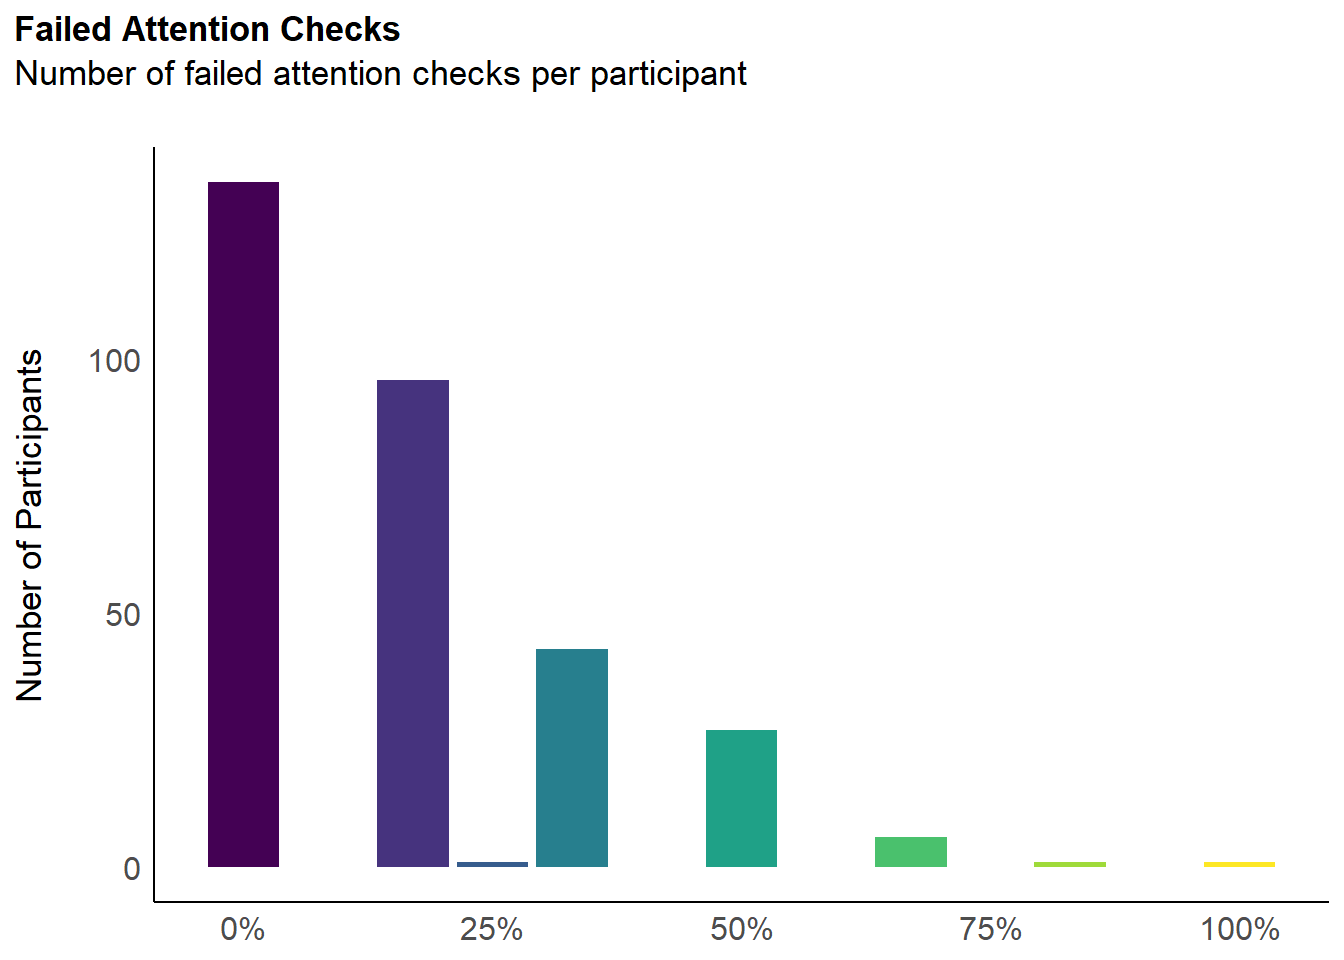 Failed Attention Checks
Number of failed attention checks per participant
Number of Participants
100
50
0
0%
25%
50%
75%
100%